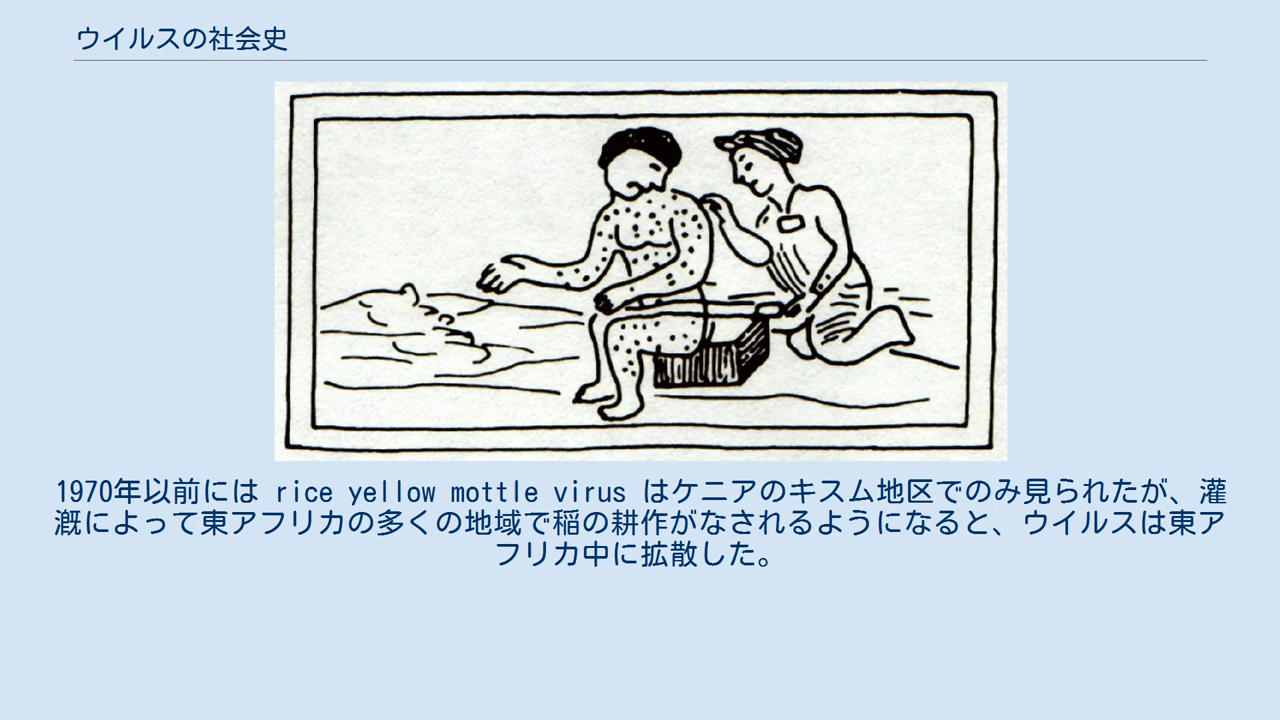 ウイルスの社会史
1970年以前には rice yellow mottle virus はケニアのキスム地区でのみ見られたが、灌
漑によって東アフリカの多くの地域で稲の耕作がなされるようになると、ウイルスは東ア
フリカ中に拡散した。